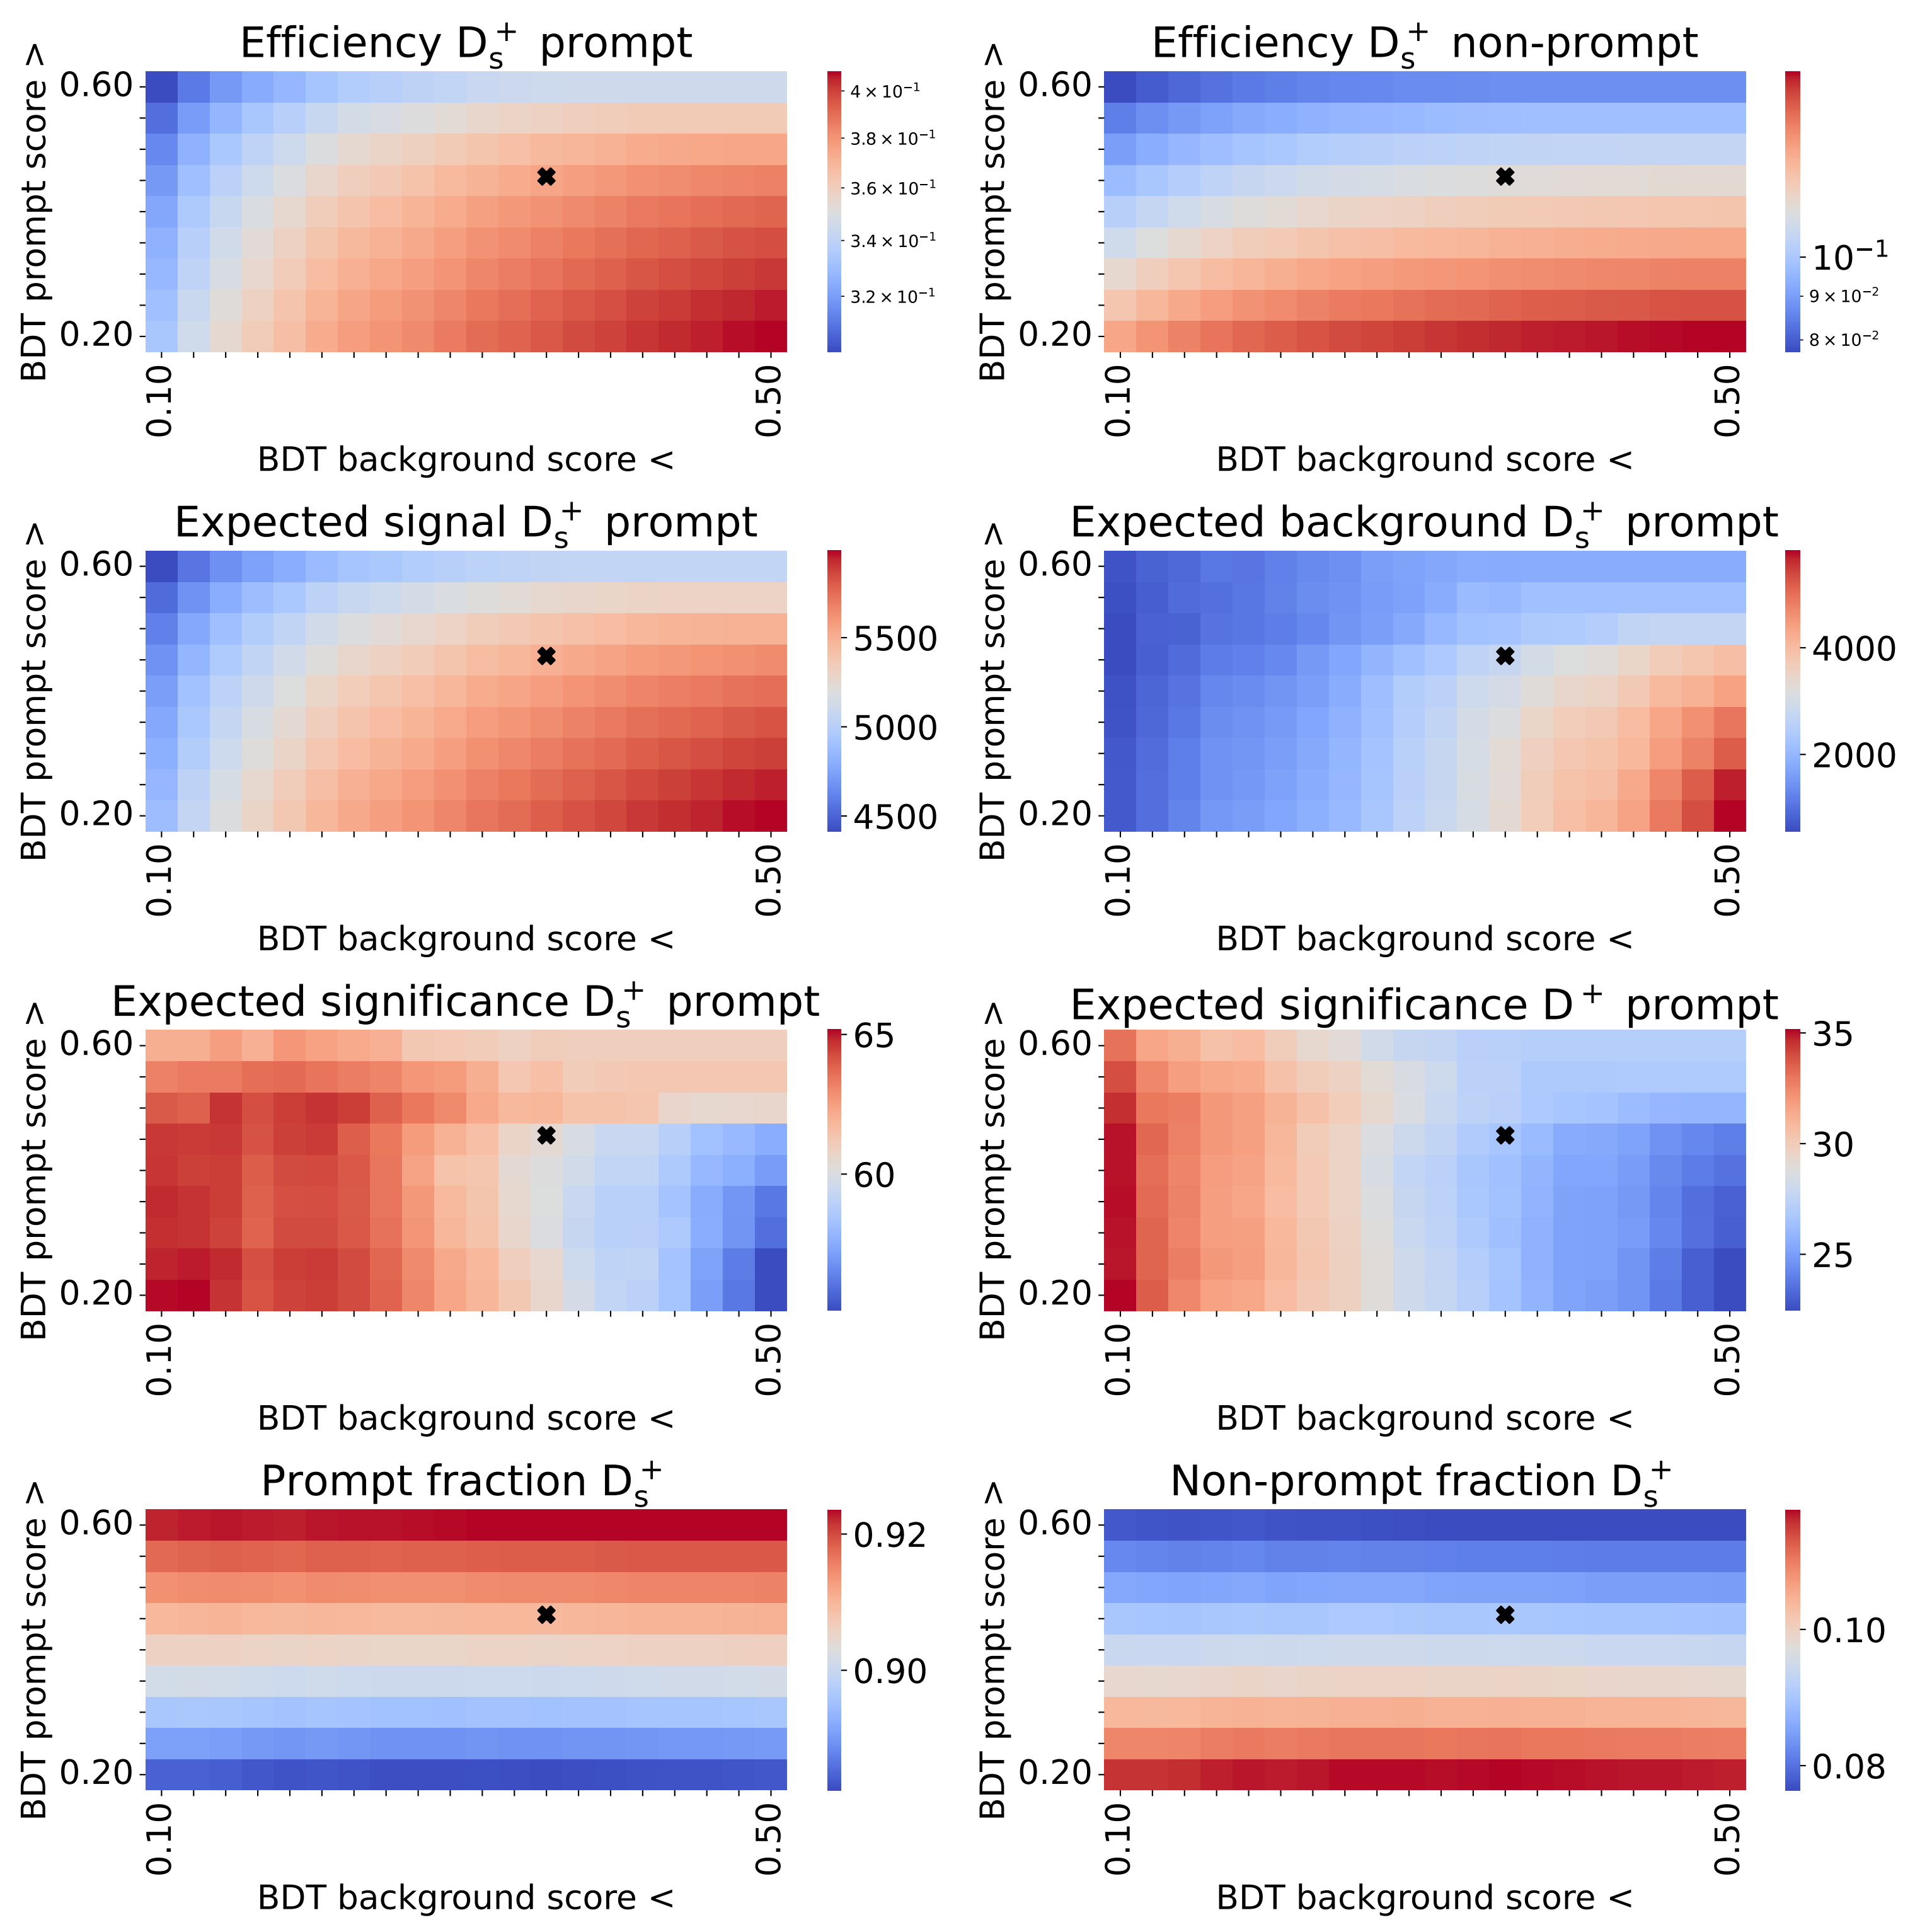 Efficiency D_s^+ prompt
BDT prompt score >
0.60
0.20
0.10
0.50
BDT background score <
4 × 10^-1
3.8 × 10^-1
3.6 × 10^-1
3.4 × 10^-1
3.2 × 10^-1
Efficiency D_s^+ non-prompt
BDT prompt score >
0.60
0.20
0.10
0.50
BDT background score <
10^-1
9 × 10^-2
8 × 10^-2
Expected signal D_s^+ prompt
BDT prompt score >
0.60
0.20
0.10
0.50
BDT background score <
5500
5000
4500
Expected background D_s^+ prompt
BDT prompt score >
0.60
0.20
0.10
0.50
BDT background score <
4000
2000
Expected significance D_s^+ prompt
BDT prompt score >
0.60
0.20
0.10
0.50
BDT background score <
65
60
Expected significance D^+ prompt
BDT prompt score >
0.60
0.20
0.10
0.50
BDT background score <
35
30
25
Prompt fraction D_s^+
BDT prompt score >
0.60
0.20
0.10
0.50
BDT background score <
0.92
0.90
Non-prompt fraction D_s^+
BDT prompt score >
0.60
0.20
0.10
0.50
BDT background score <
0.10
0.08